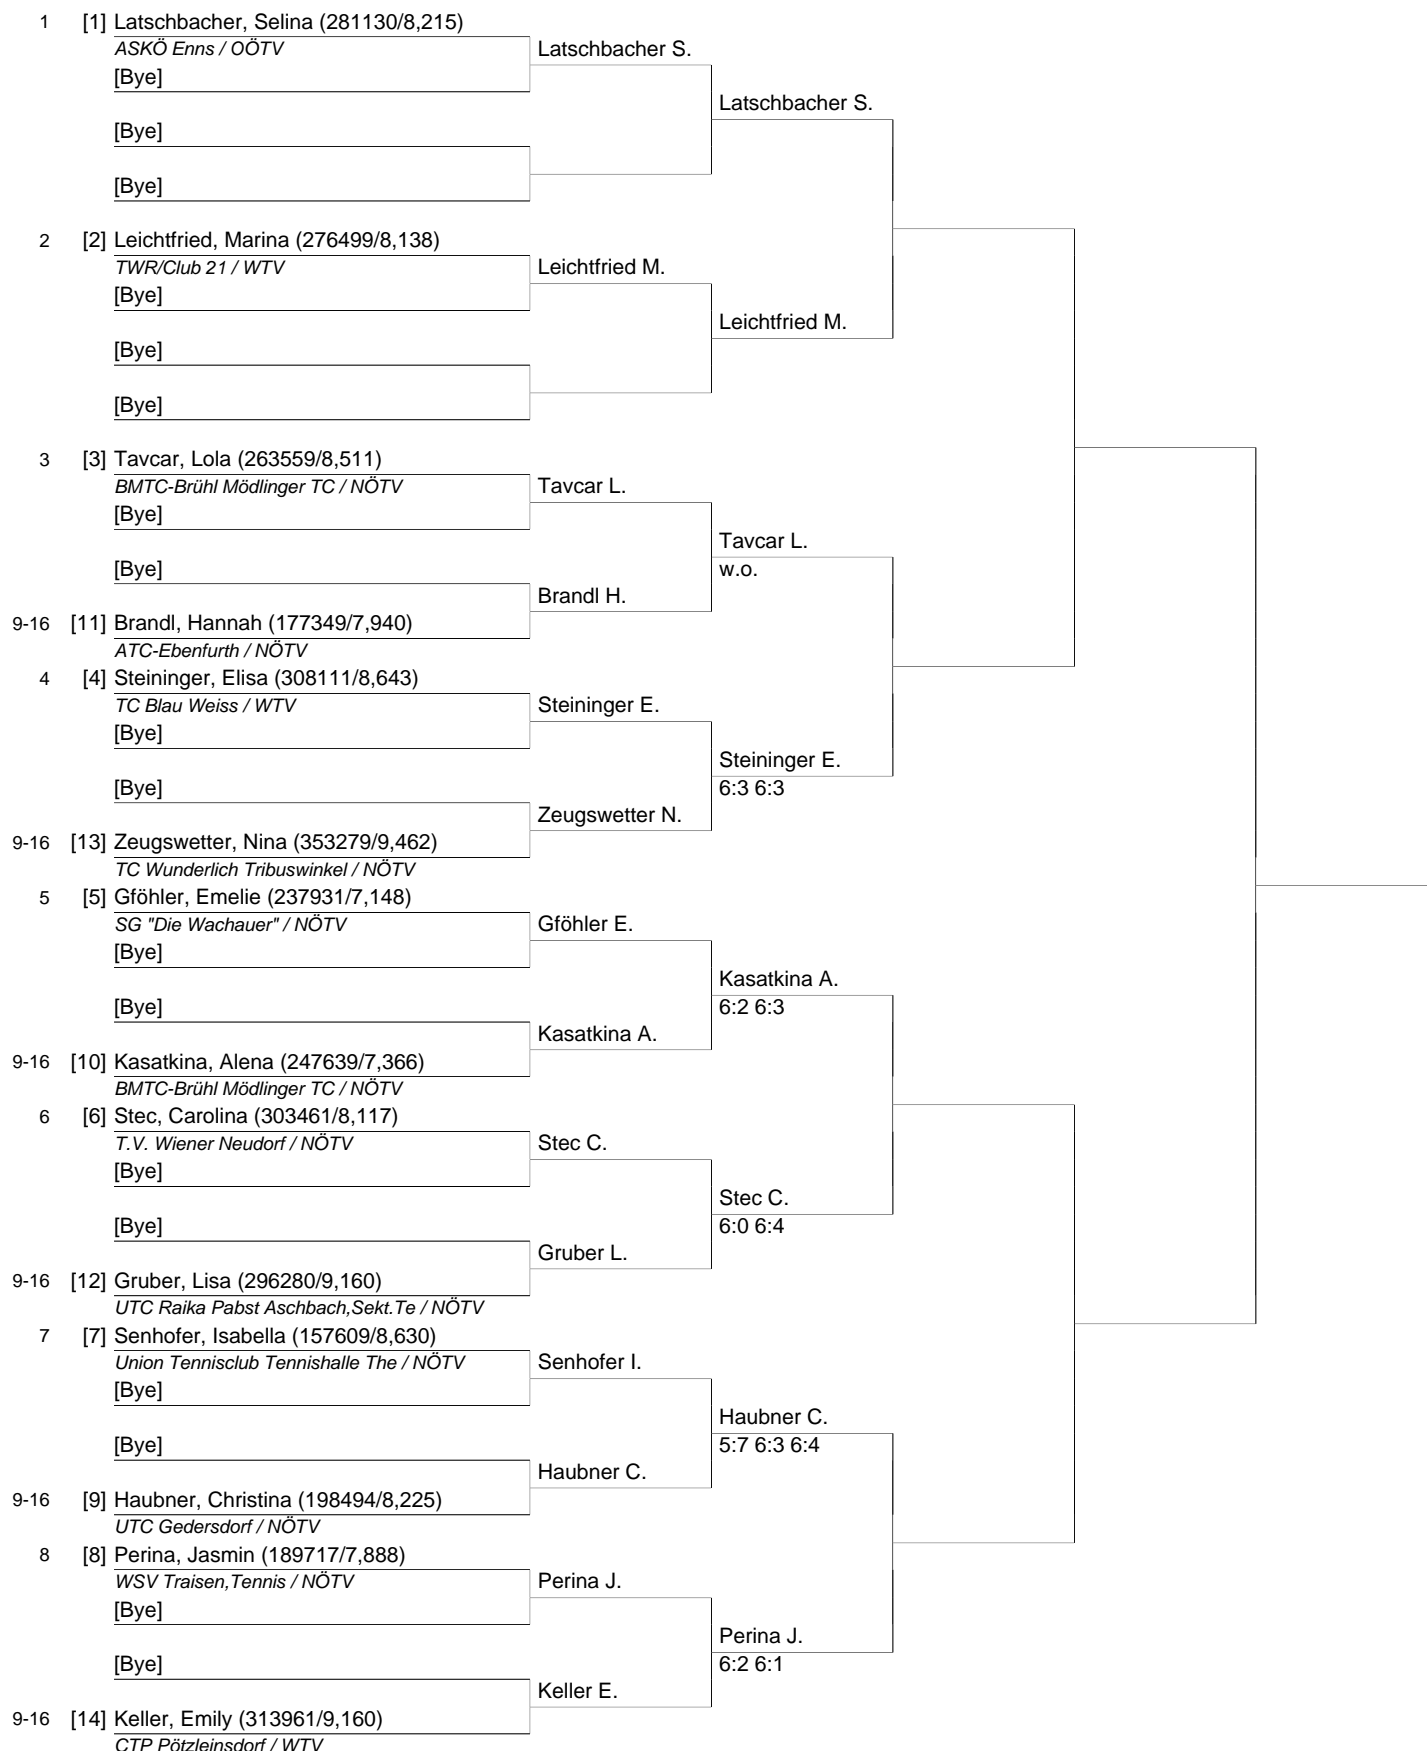 1 [1] Latschbacher, Selina (281130/8,215)
ASKÖ Enns / OÖTV
Latschbacher S.
[Bye]
Latschbacher S.
[Bye]
[Bye]
2 [2] Leichtfried, Marina (276499/8,138)
TWR/Club 21 / WTV
Leichtfried M.
[Bye]
Leichtfried M.
[Bye]
[Bye]
3 [3] Tavcar, Lola (263559/8,511)
BMTC-Brühl Mödlinger TC / NÖTV
Tavcar L.
[Bye]
Tavcar L.
w.o.
[Bye]
Brandl H.
9-16 [11] Brandl, Hannah (177349/7,940)
ATC-Ebenfurth / NÖTV
4 [4] Steininger, Elisa (308111/8,643)
TC Blau Weiss / WTV
Steininger E.
[Bye]
Steininger E.
6:3 6:3
[Bye]
Zeugswetter N.
9-16 [13] Zeugswetter, Nina (353279/9,462)
TC Wunderlich Tribuswinkel / NÖTV
5 [5] Gföhler, Emelie (237931/7,148)
SG "Die Wachauer" / NÖTV
Gföhler E.
[Bye]
Kasatkina A.
6:2 6:3
[Bye]
Kasatkina A.
9-16 [10] Kasatkina, Alena (247639/7,366)
BMTC-Brühl Mödlinger TC / NÖTV
6 [6] Stec, Carolina (303461/8,117)
T.V. Wiener Neudorf / NÖTV
Stec C.
[Bye]
Stec C.
6:0 6:4
[Bye]
Gruber L.
9-16 [12] Gruber, Lisa (296280/9,160)
UTC Raika Pabst Aschbach,Sekt.Te / NÖTV
7 [7] Senhofer, Isabella (157609/8,630)
Union Tennisclub Tennishalle The / NÖTV
Senhofer I.
[Bye]
Haubner C.
5:7 6:3 6:4
[Bye]
Haubner C.
9-16 [9] Haubner, Christina (198494/8,225)
UTC Gedersdorf / NÖTV
8 [8] Perina, Jasmin (189717/7,888)
WSV Traisen,Tennis / NÖTV
Perina J.
[Bye]
Perina J.
6:2 6:1
[Bye]
Keller E.
9-16 [14] Keller, Emily (313961/9,160)
CTP Pötzleinsdorf / WTV